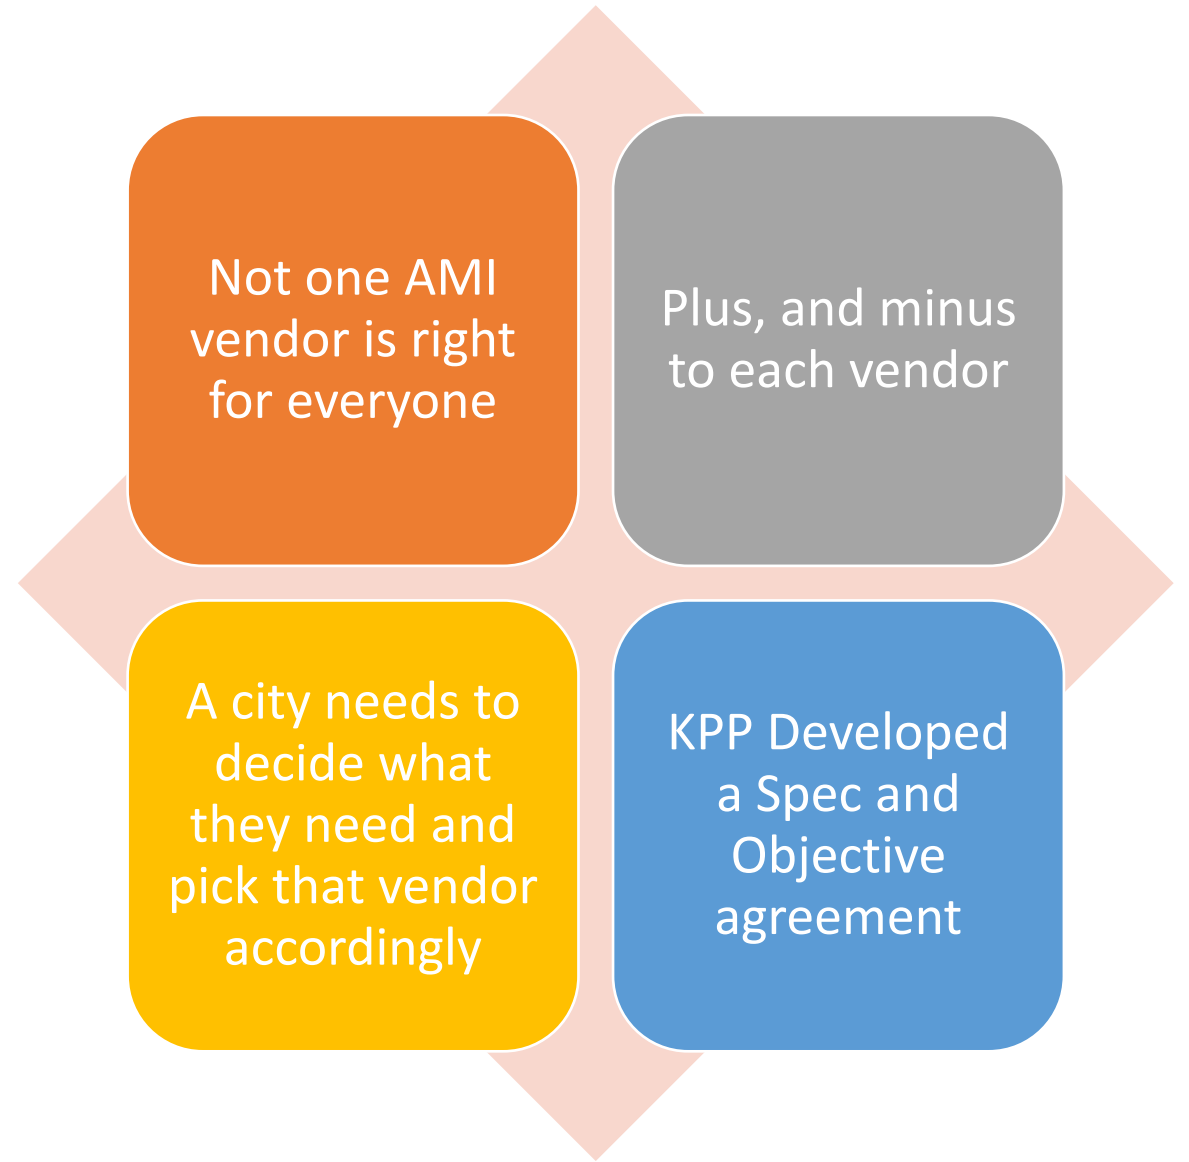 Not one AMI
vendor is right
for everyone
Plus, and minus
to each vendor
A city needs to
decide what
they need and
pick that vendor
accordingly
KPP Developed
a Spec and
Objective
agreement